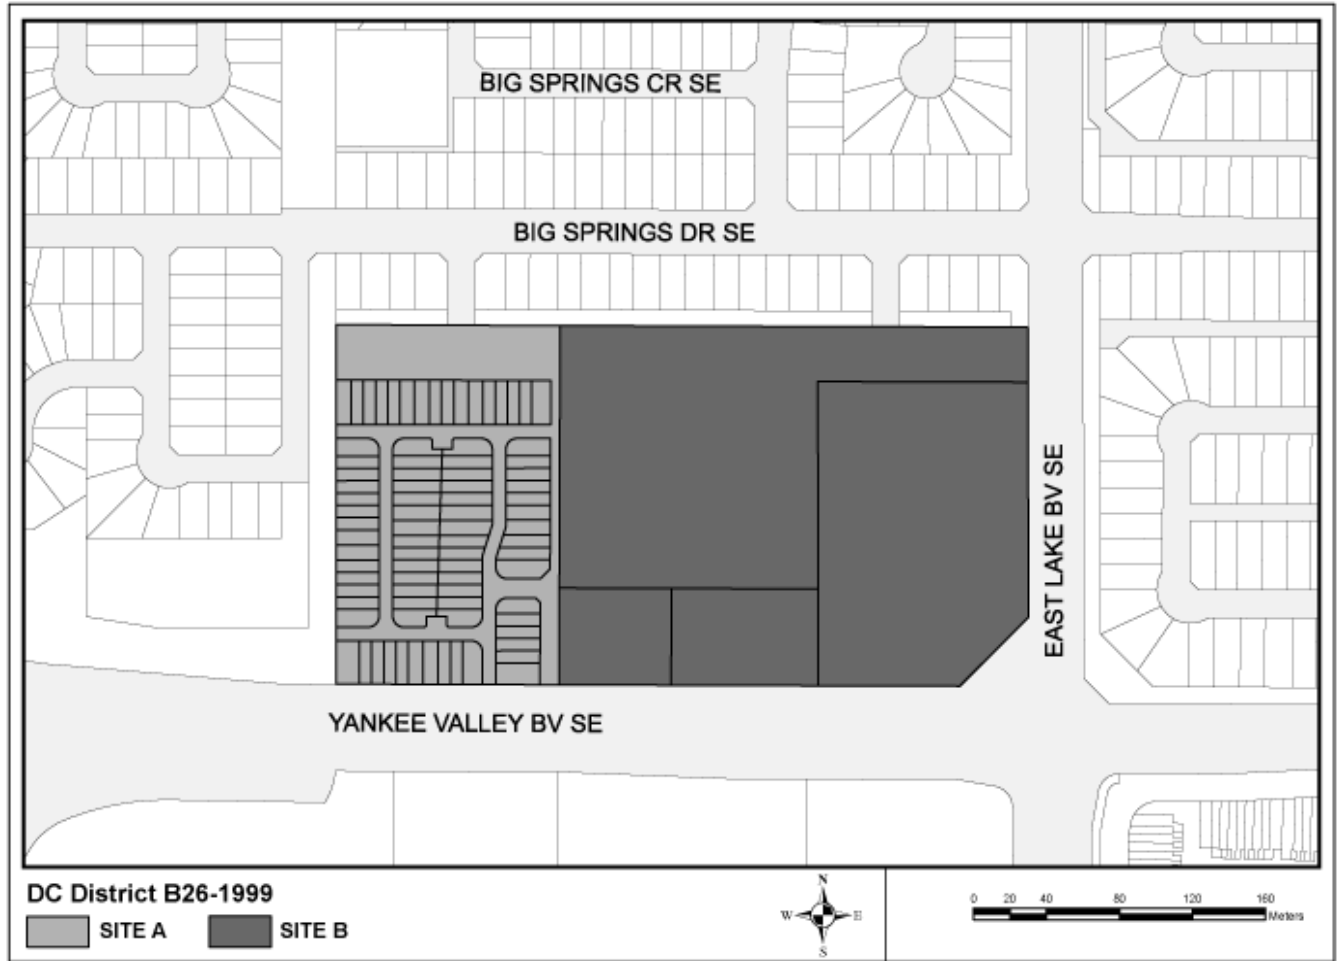 BIG SPRINGS CR SE
BIG SPRINGS DR SE
EAST LAKE BV SE
YANKEE VALLEY BV SE
DC District B26-1999
SITE A
SITE B
N
W
E
S
0 20 40 80 120 160
Meters